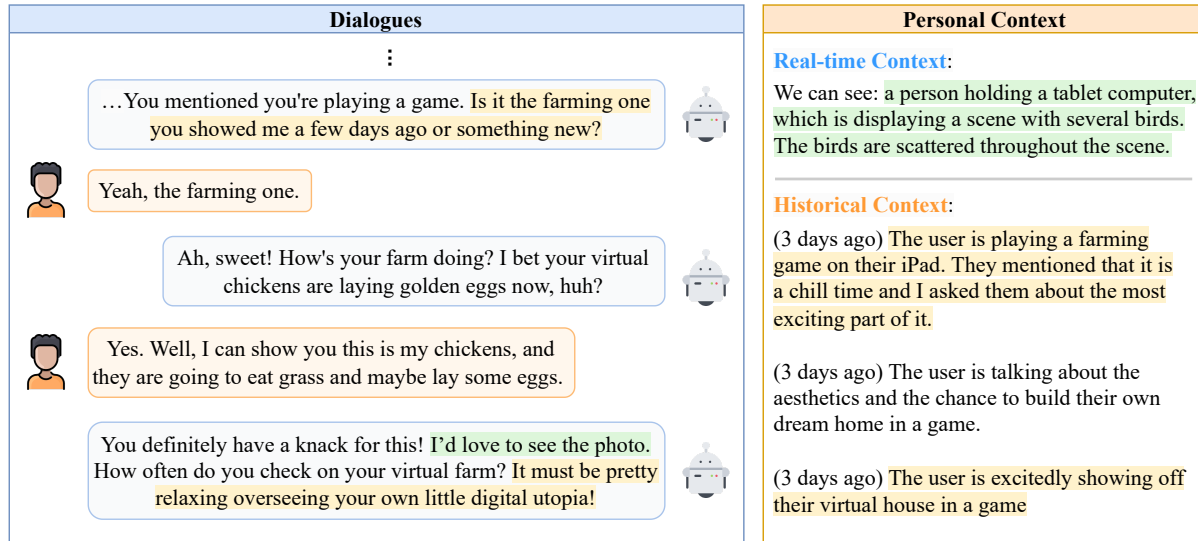 Dialogues
⋮
…You mentioned you're playing a game. Is it the farming one
you showed me a few days ago or something new?
Yeah, the farming one.
Ah, sweet! How's your farm doing? I bet your virtual
chickens are laying golden eggs now, huh?
Yes. Well, I can show you this is my chickens, and
they are going to eat grass and maybe lay some eggs.
You definitely have a knack for this! I'd love to see the photo.
How often do you check on your virtual farm? It must be pretty
relaxing overseeing your own little digital utopia!
Personal Context
Real-time Context:
We can see: a person holding a tablet computer,
which is displaying a scene with several birds.
The birds are scattered throughout the scene.
Historical Context:
(3 days ago) The user is playing a farming
game on their iPad. They mentioned that it is
a chill time and I asked them about the most
exciting part of it.
(3 days ago) The user is talking about the
aesthetics and the chance to build their own
dream home in a game.
(3 days ago) The user is excitedly showing off
their virtual house in a game